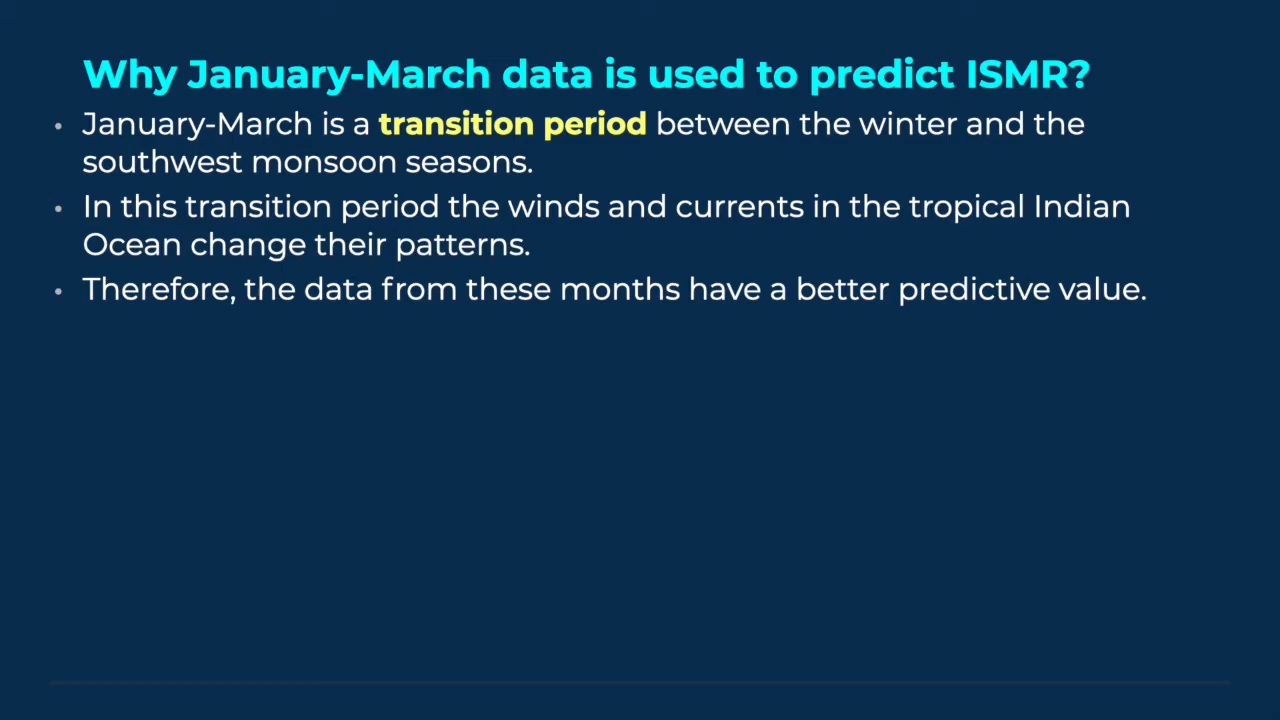 Why January-March data is used to predict ISMR?
• January-March is a transition period between the winter and the
southwest monsoon seasons.
• In this transition period the winds and currents in the tropical Indian
Ocean change their patterns.
• Therefore, the data from these months have a better predictive value.